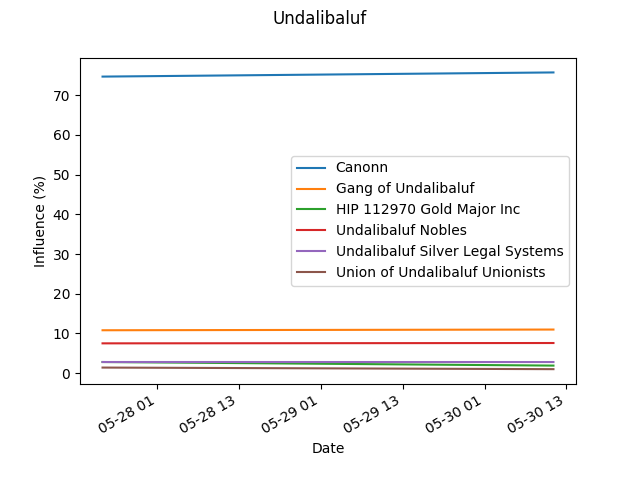 Undalibaluf
Influence (%)
70
60
50
40
30
20
10
0
Canonn
Gang of Undalibaluf
HIP 112970 Gold Major Inc
Undalibaluf Nobles
Undalibaluf Silver Legal Systems
Union of Undalibaluf Unionists
05-28 01
05-28 13
05-29 01
05-29 13
05-30 01
05-30 13
Date